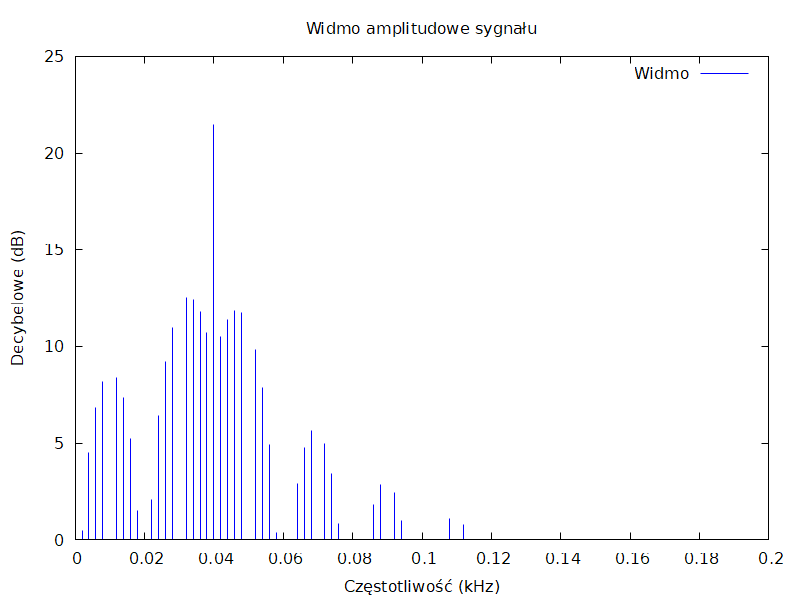 Widmo amplitudowe sygnału
Widmo
25
20
15
10
5
0
Decybelowe (dB)
0 0.02 0.04 0.06 0.08 0.1 0.12 0.14 0.16 0.18 0.2
Częstotliwość (kHz)